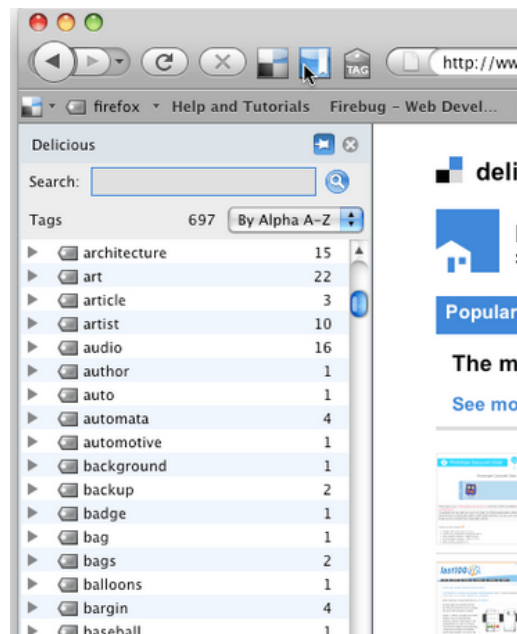 TAG
http://ww
firefox Help and Tutorials Firebug – Web Devel...
Delicious
Search:
Tags 697 By Alpha A–Z
architecture 15
art 22
article 3
artist 10
audio 16
author 1
auto 1
automata 4
automotive 1
background 1
backup 2
badge 1
bag 1
bags 2
balloons 1
bargin 4
baseball 1
deli
Popular
The m
See mo
last100